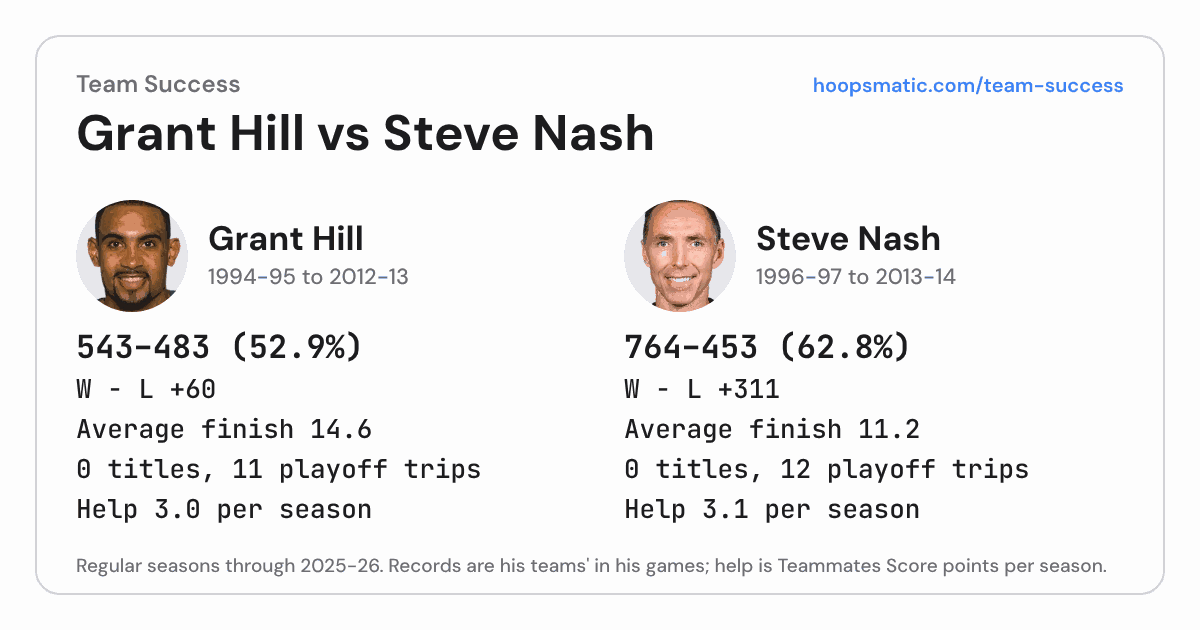 Team Success
hoopsmatic.com/team-success
Grant Hill vs Steve Nash
Grant Hill
1994-95 to 2012-13
543-483 (52.9%)
W - L +60
Average finish 14.6
0 titles, 11 playoff trips
Help 3.0 per season
Steve Nash
1996-97 to 2013-14
764-453 (62.8%)
W - L +311
Average finish 11.2
0 titles, 12 playoff trips
Help 3.1 per season
Regular seasons through 2025-26. Records are his teams' in his games; help is Teammates Score points per season.